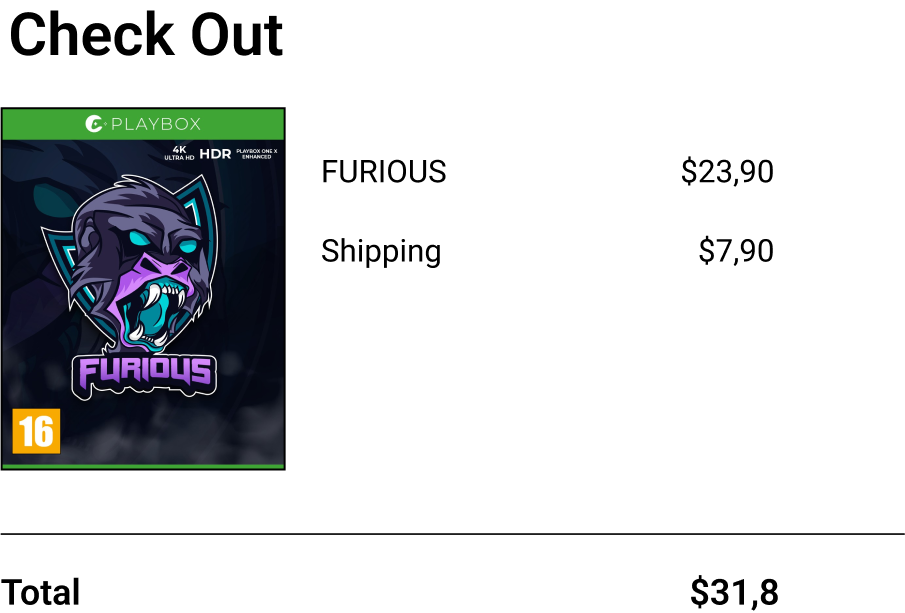 Check Out
PLAYBOX
4K
ULTRA HD
HDR
PLAYBOX ONE X
ENHANCED
FURIOUS
16
FURIOUS $23,90
Shipping $7,90
Total $31,8